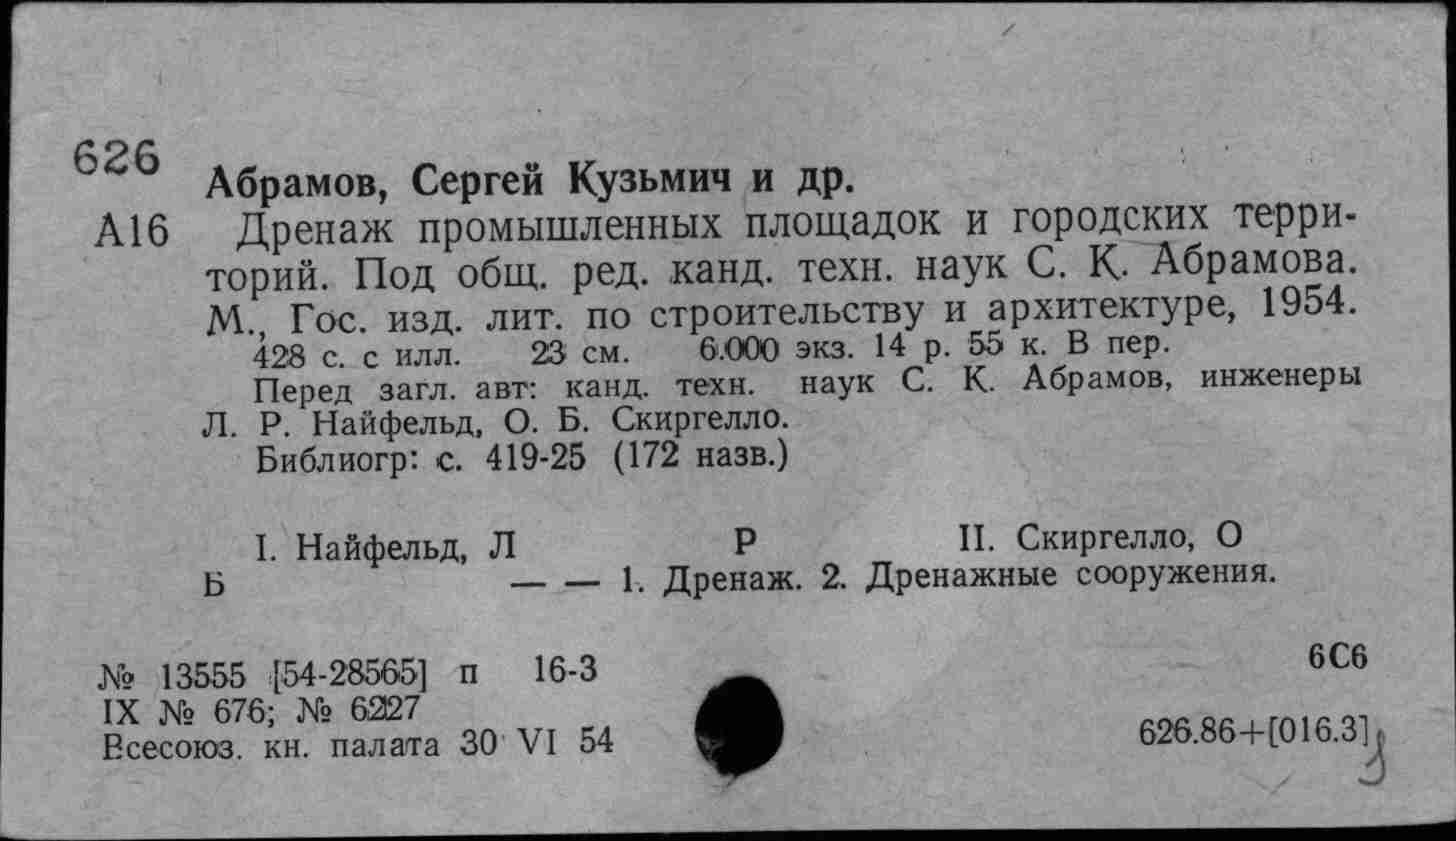 626
Абрамов, Сергей Кузьмич и др.
А16 Дренаж промышленных площадок и городских терри-
торий. Под общ. ред. канд. техн. наук С. К. Абрамова.
М., Гос. изд. лит. по строительству и архитектуре, 1954.
428 с. с илл. 23 см. 6.000 экз. 14 р. 55 к. В пер.
Перед загл. авт: канд. техн. наук С. К. Абрамов, инженеры
Л. Р. Найфельд, О. Б. Скиргелло.
Библиогр: с. 419-25 (172 назв.)
I. Найфельд, Л Р II. Скиргелло, О
Б — — 1. Дренаж. 2. Дренажные сооружения.
6С6
№ 13555 [54-28565] п 16-3
IX № 676; № 6227
626.86+[016.3]
Всесоюз. кн. палата 30 VI 54